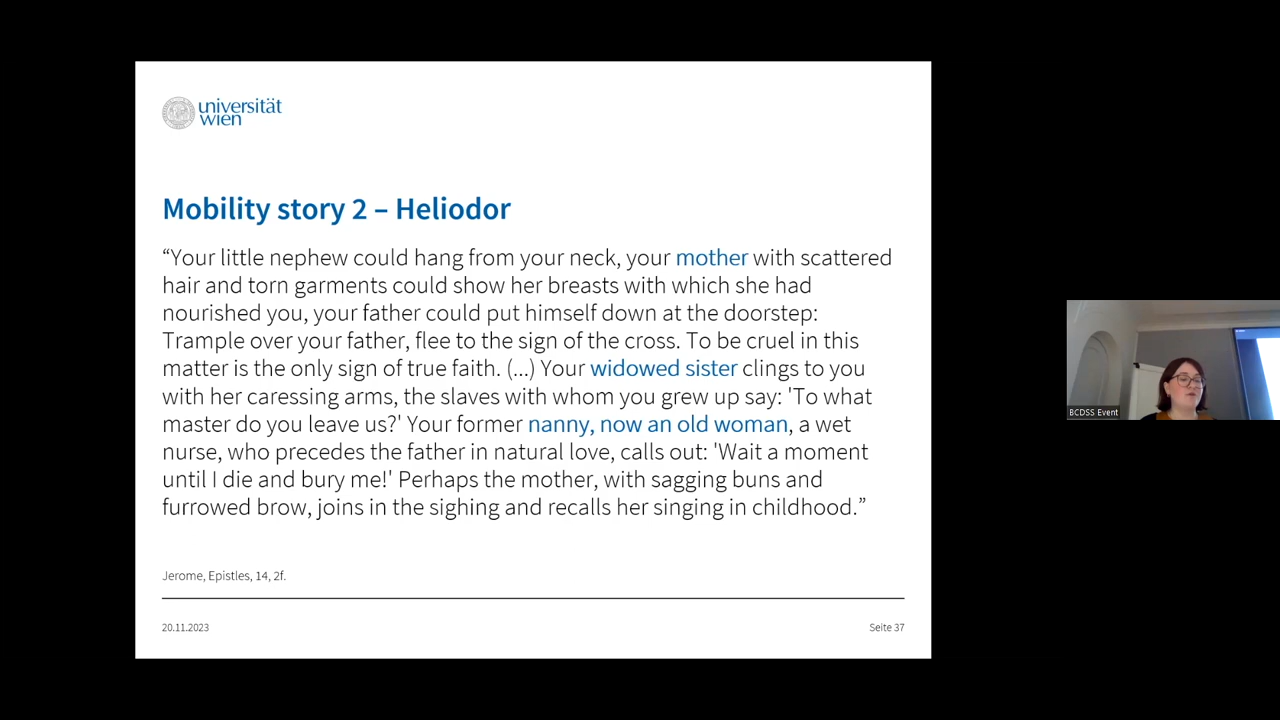 universität
wien
Mobility story 2 – Heliodor
“Your little nephew could hang from your neck, your mother with scattered
hair and torn garments could show her breasts with which she had
nourished you, your father could put himself down at the doorstep:
Trample over your father, flee to the sign of the cross. To be cruel in this
matter is the only sign of true faith. (...) Your widowed sister clings to you
with her caressing arms, the slaves with whom you grew up say: 'To what
master do you leave us?' Your former nanny, now an old woman, a wet
nurse, who precedes the father in natural love, calls out: 'Wait a moment
until I die and bury me!' Perhaps the mother, with sagging buns and
furrowed brow, joins in the sighing and recalls her singing in childhood.”
Jerome, Epistles, 14, 2f.
20.11.2023
Seite 37
BCDSS Event